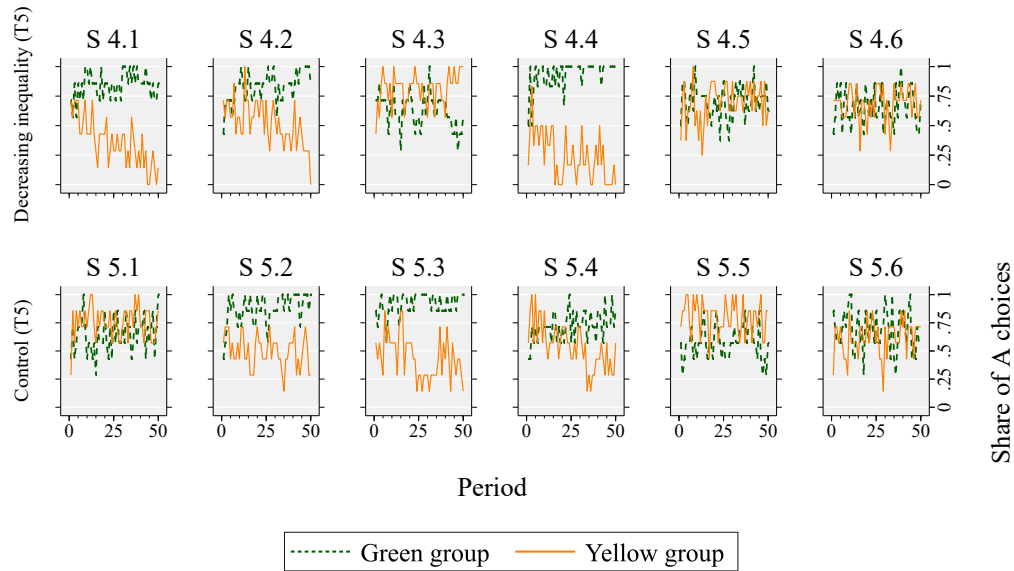 Decreasing inequality (T5)
S 4.1 S 4.2 S 4.3 S 4.4 S 4.5 S 4.6
1
.75
.5
.25
0
Control (T5)
S 5.1 S 5.2 S 5.3 S 5.4 S 5.5 S 5.6
1
.75
.5
.25
0
0 25 50 0 25 50 0 25 50 0 25 50 0 25 50 0 25 50
Share of A choices
Period
Green group Yellow group